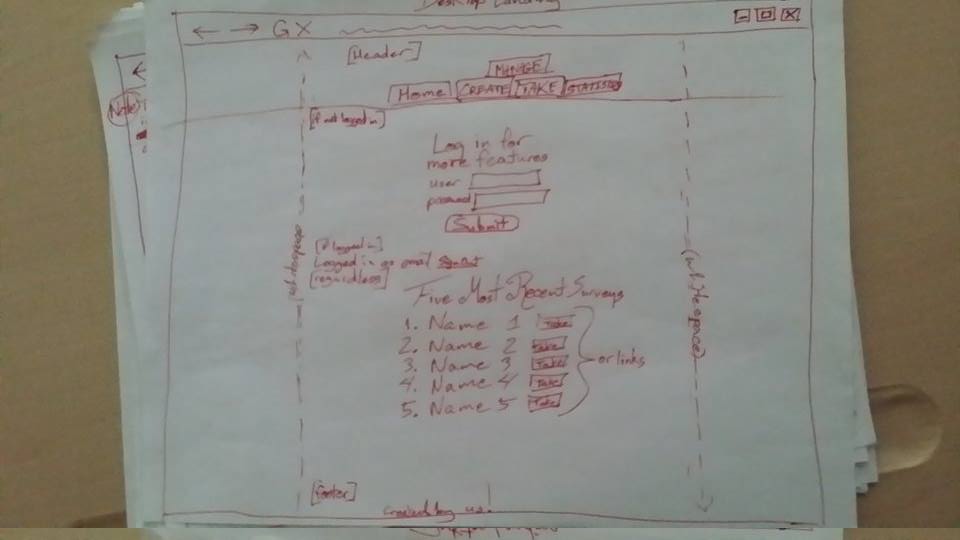 Desktop Landing
GX
[Header]
MANAGE
Home CREATE TAKE STATISTICS
[if not logged in]
Log in for
more features
user
password
Submit
[if logged in]
Logged in as email Sign Out
[regardless]
Five Most Recent Surveys
1. Name 1 Take
2. Name 2 Take
3. Name 3 Take
4. Name 4 Take
5. Name 5 Take
or links
whitespace
(whitespace)
[footer]
created by us.
Note